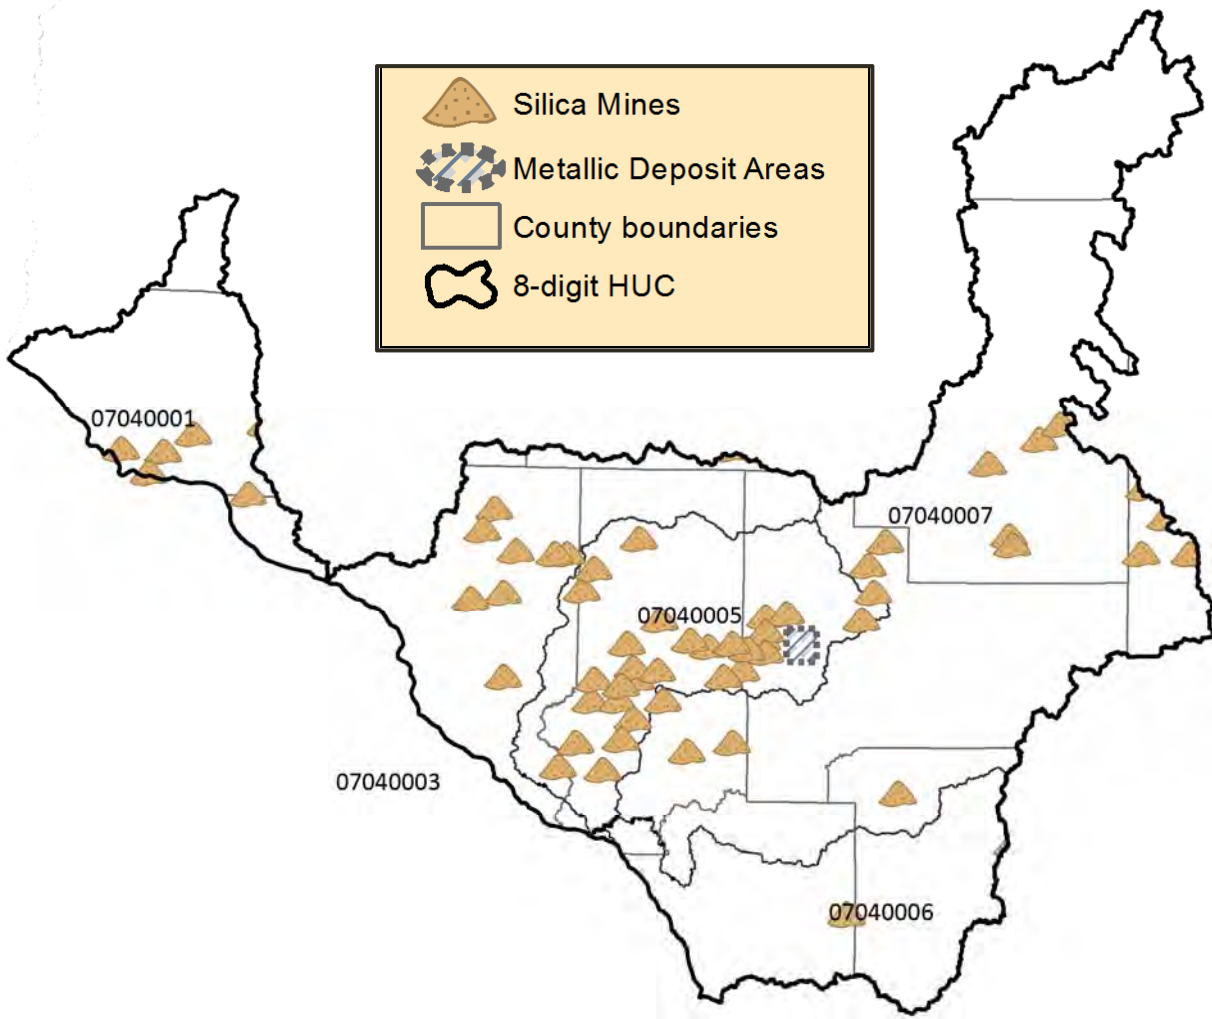 Silica Mines
Metallic Deposit Areas
County boundaries
8-digit HUC
07040001
07040007
07040005
07040003
07040006